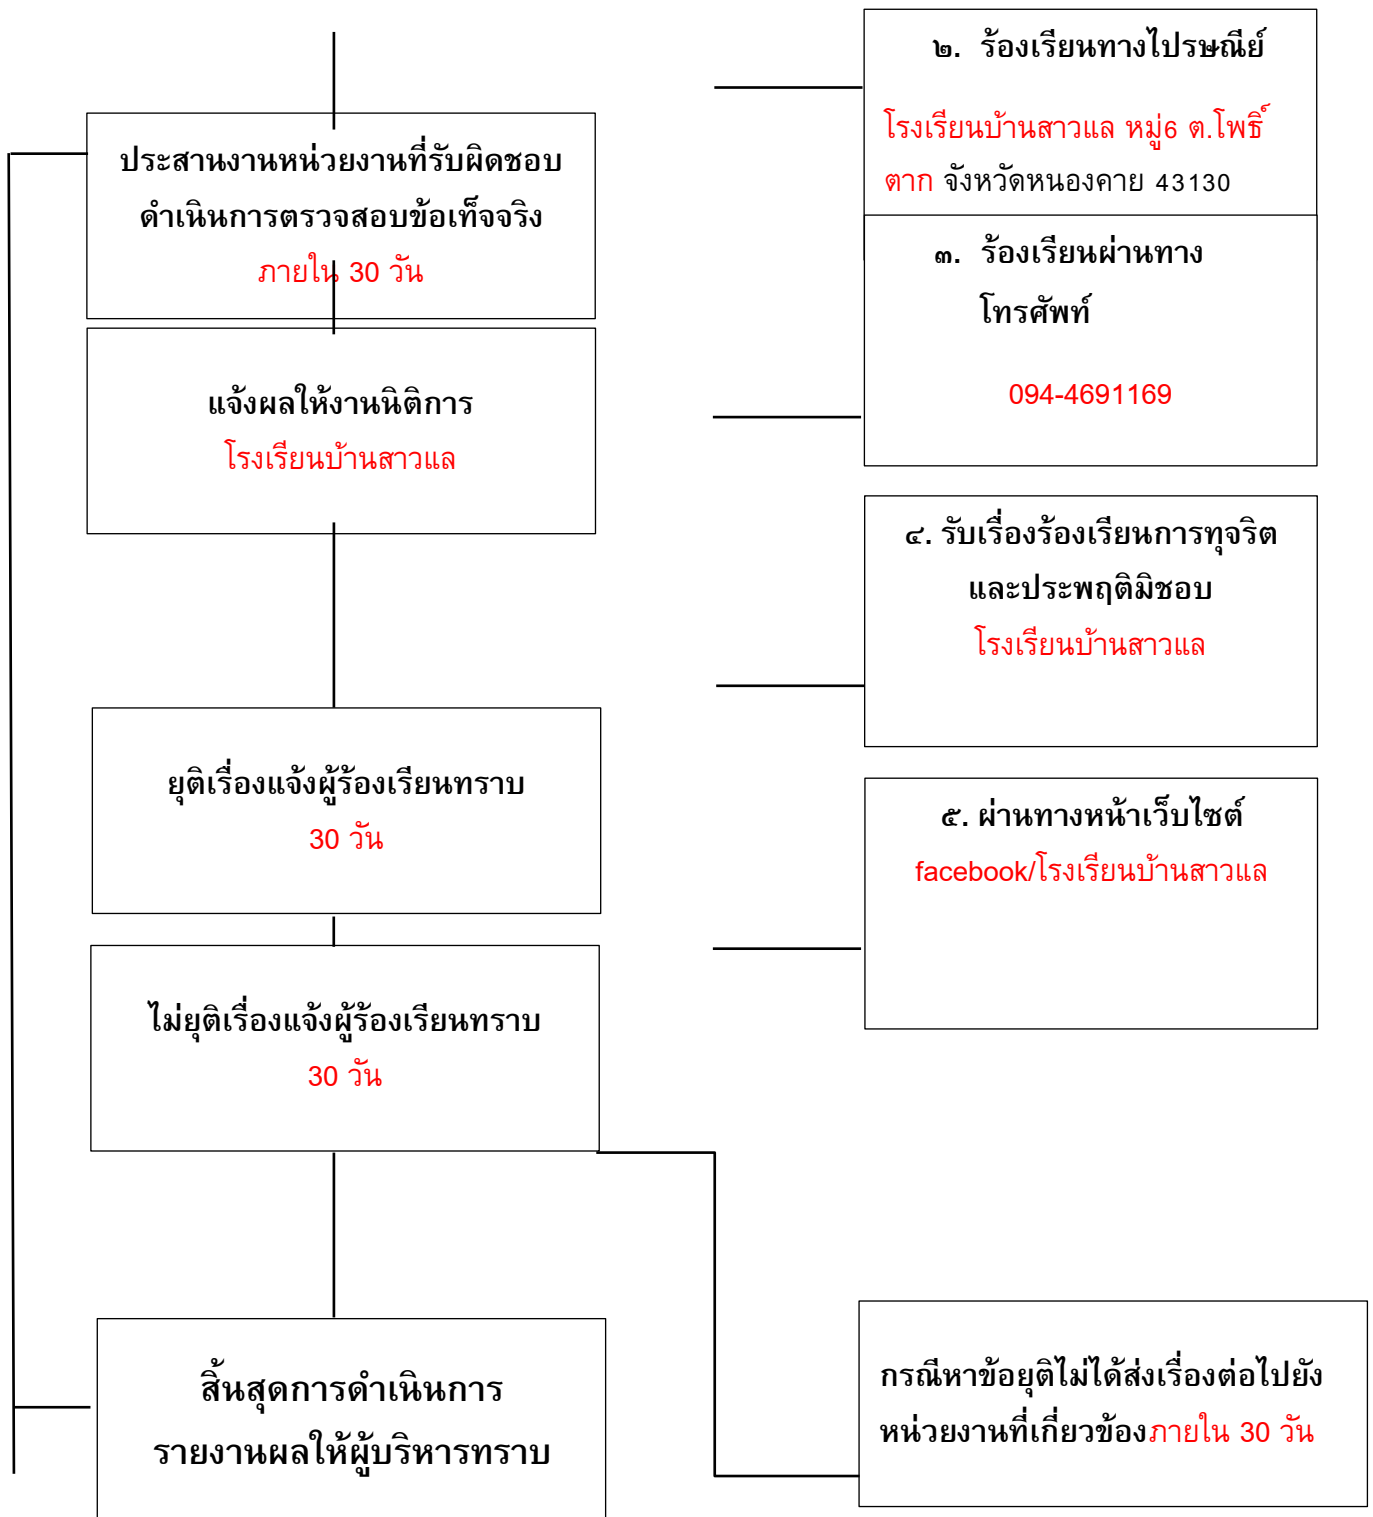 ประสานงานหน่วยงานที่รับผิดชอบ
ดำเนินการตรวจสอบข้อเท็จจริง
ภายใน 30 วัน
แจ้งผลให้งานนิติการ
โรงเรียนบ้านสาวแล
ยุติเรื่องแจ้งผู้ร้องเรียนทราบ
30 วัน
ไม่ยุติเรื่องแจ้งผู้ร้องเรียนทราบ
30 วัน
สิ้นสุดการดำเนินการ
รายงานผลให้ผู้บริหารทราบ
๒. ร้องเรียนทางไปรษณีย์
โรงเรียนบ้านสาวแล หมู่6 ต.โพธิ์
ตาก จังหวัดหนองคาย 43130
๓. ร้องเรียนผ่านทาง
โทรศัพท์
094-4691169
๔. รับเรื่องร้องเรียนการทุจริต
และประพฤติมิชอบ
โรงเรียนบ้านสาวแล
๕. ผ่านทางหน้าเว็บไซต์
facebook/โรงเรียนบ้านสาวแล
กรณีหาข้อยุติไม่ได้ส่งเรื่องต่อไปยัง
หน่วยงานที่เกี่ยวข้องภายใน 30 วัน